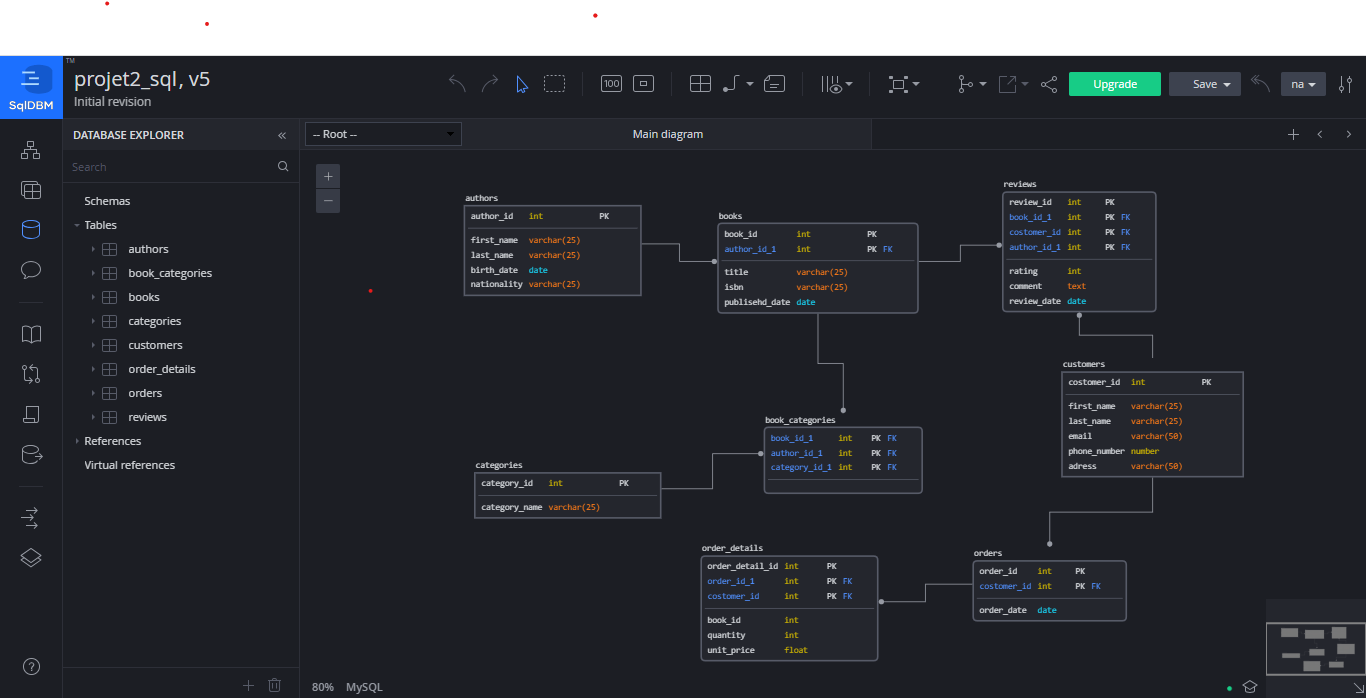 TM
projet2_sql, v5
SqlDBM
Initial revision
100
Upgrade
Save
na
DATABASE EXPLORER
«
-- Root --
Main diagram
Search
Schemas
Tables
authors
book_categories
books
categories
customers
order_details
orders
reviews
References
Virtual references
authors
author_id int PK
first_name varchar(25)
last_name varchar(25)
birth_date date
nationality varchar(25)
books
book_id int PK
author_id_1 int PK FK
title varchar(25)
isbn varchar(25)
publisehd_date date
reviews
review_id int PK
book_id_1 int PK FK
costomer_id int PK FK
author_id_1 int PK FK
rating int
comment text
review_date date
customers
costomer_id int PK
first_name varchar(25)
last_name varchar(25)
email varchar(50)
phone_number number
adress varchar(50)
book_categories
book_id_1 int PK FK
author_id_1 int PK FK
category_id_1 int PK FK
categories
category_id int PK
category_name varchar(25)
order_details
order_detail_id int PK
order_id_1 int PK FK
costomer_id int PK FK
book_id int
quantity int
unit_price float
orders
order_id int PK
costomer_id int PK FK
order_date date
80% MySQL